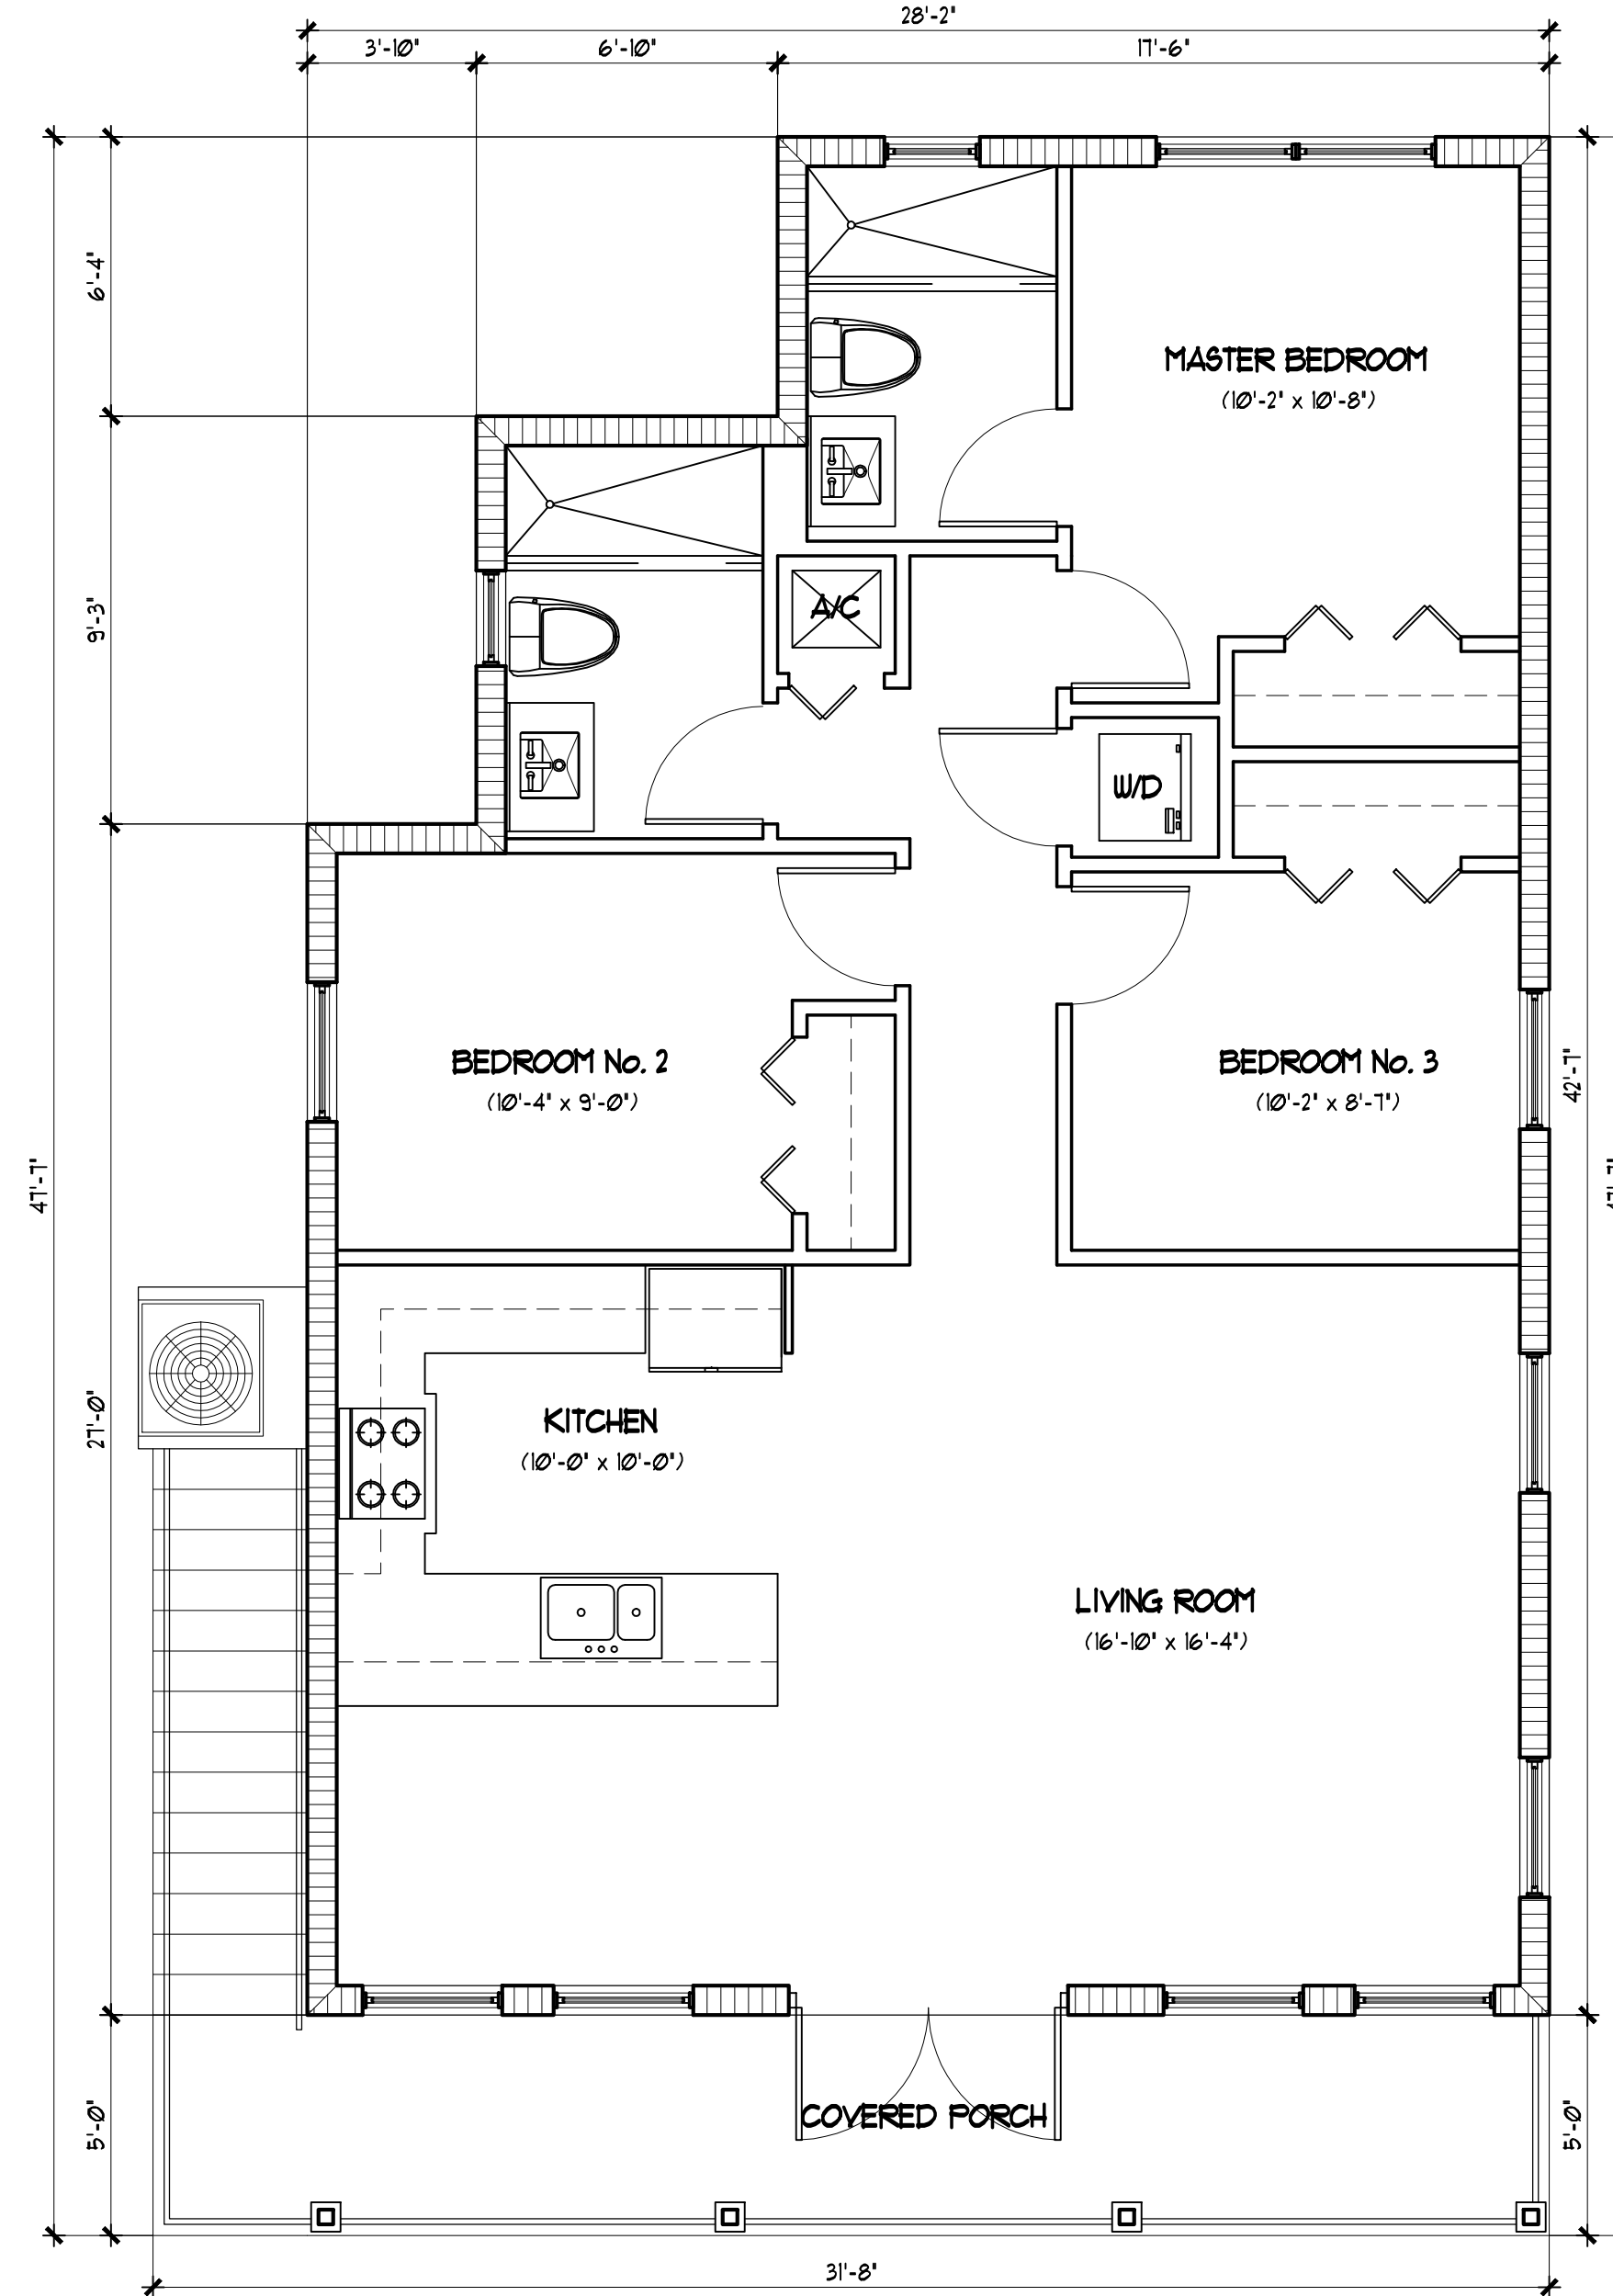 28'-2"
3'-10"
6'-10"
17'-6"
6'-4"
MASTER BEDROOM
(10'-2" x 10'-8")
9'-3"
A/C
W/D
BEDROOM No. 2
(10'-4" x 9'-0")
BEDROOM No. 3
(10'-2" x 8'-7")
42'-7"
47'-7"
27'-0"
KITCHEN
(10'-0" x 10'-0")
LIVING ROOM
(16'-10" x 16'-4")
5'-0"
COVERED PORCH
5'-0"
31'-8"